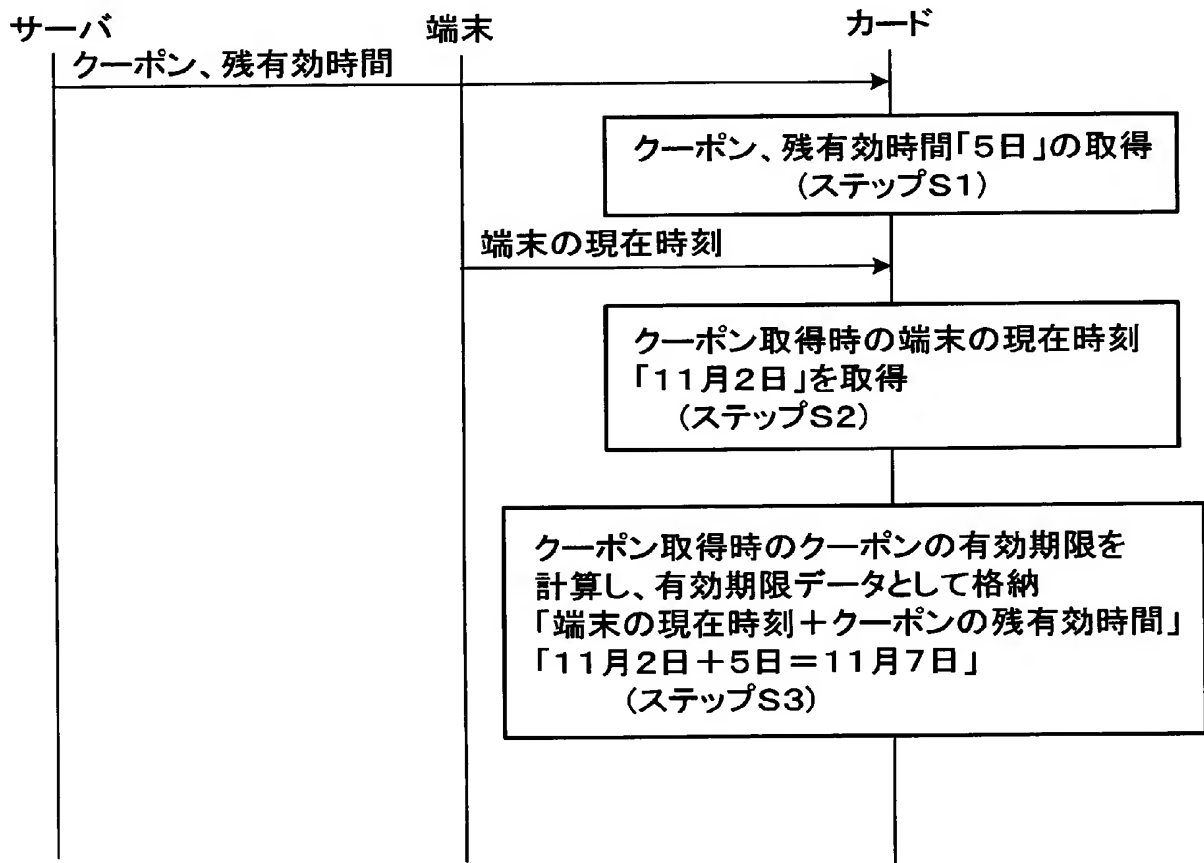 サーバ
端末
カード
クーポン、残有効時間
クーポン、残有効時間「5日」の取得
(ステップS1)
端末の現在時刻
クーポン取得時の端末の現在時刻
「11月2日」を取得
(ステップS2)
クーポン取得時のクーポンの有効期限を
計算し、有効期限データとして格納
「端末の現在時刻+クーポンの残有効時間」
「11月2日+5日=11月7日」
(ステップS3)